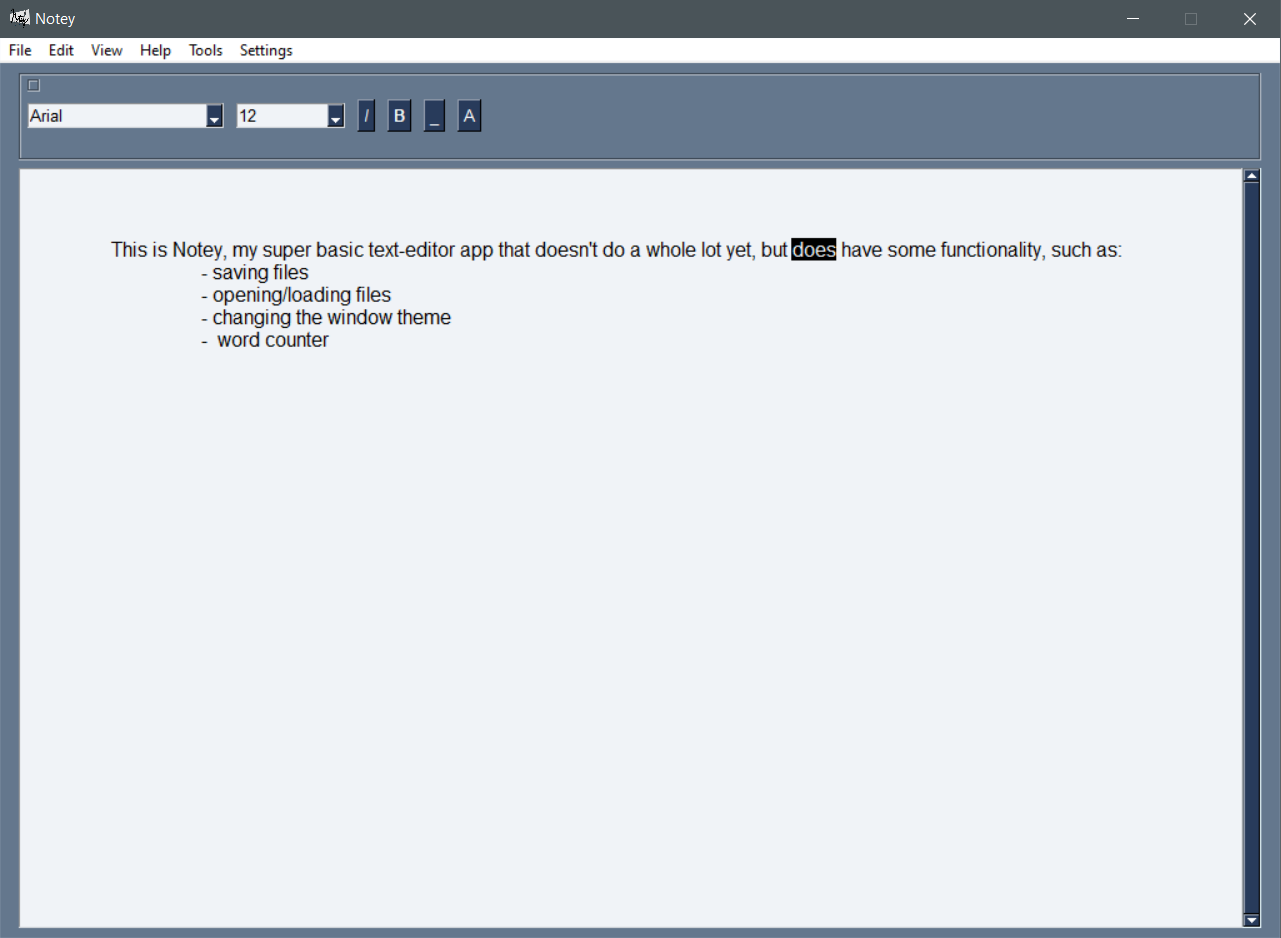 Notey
File Edit View Help Tools Settings
Arial 12 I B _ A
This is Notey, my super basic text-editor app that doesn't do a whole lot yet, but does have some functionality, such as:
- saving files
- opening/loading files
- changing the window theme
-  word counter